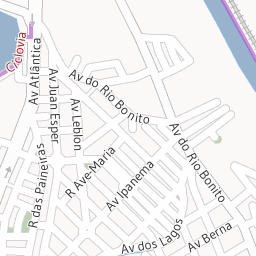 Ciclovia
Av Atlântica
Av Juan Esper
Av Leblon
Av do Rio Bonito
Av do Rio Bonito
R das Paineiras
R Ave-Maria
Av Ipanema
Av dos Lagos
Av Berna